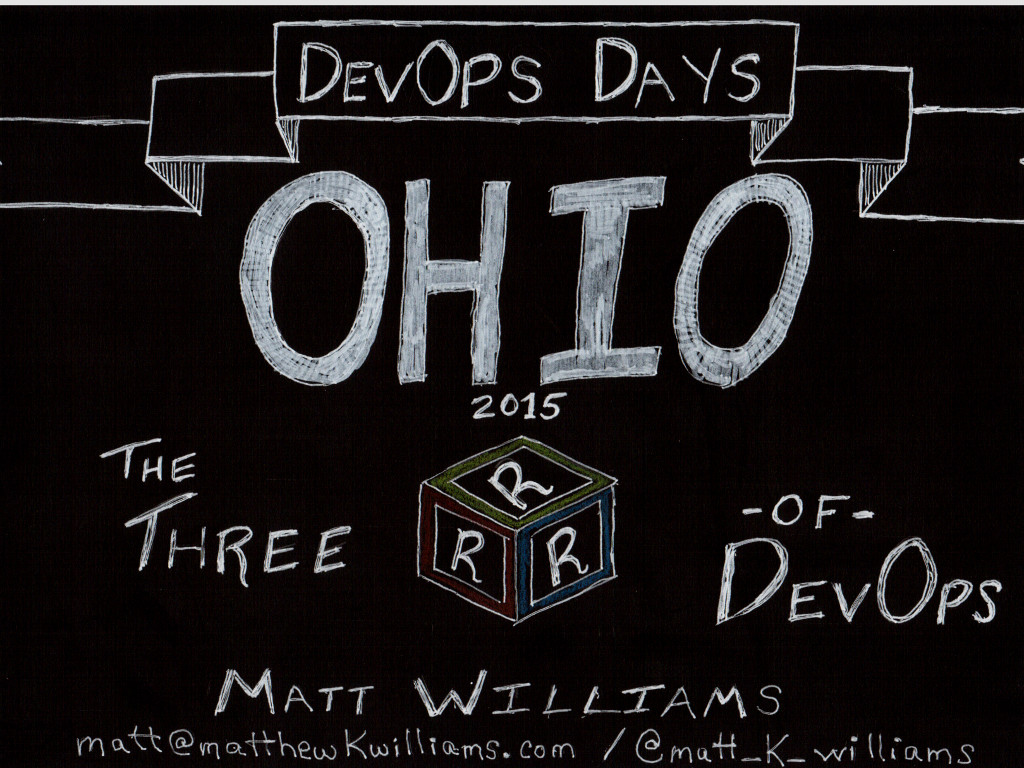 DEVOPS DAYS
OHIO
2015
THE
THREE
R
R R
-OF-
DEVOPS
MATT WILLIAMS
matt@matthewKwilliams.com / @matt_K_williams